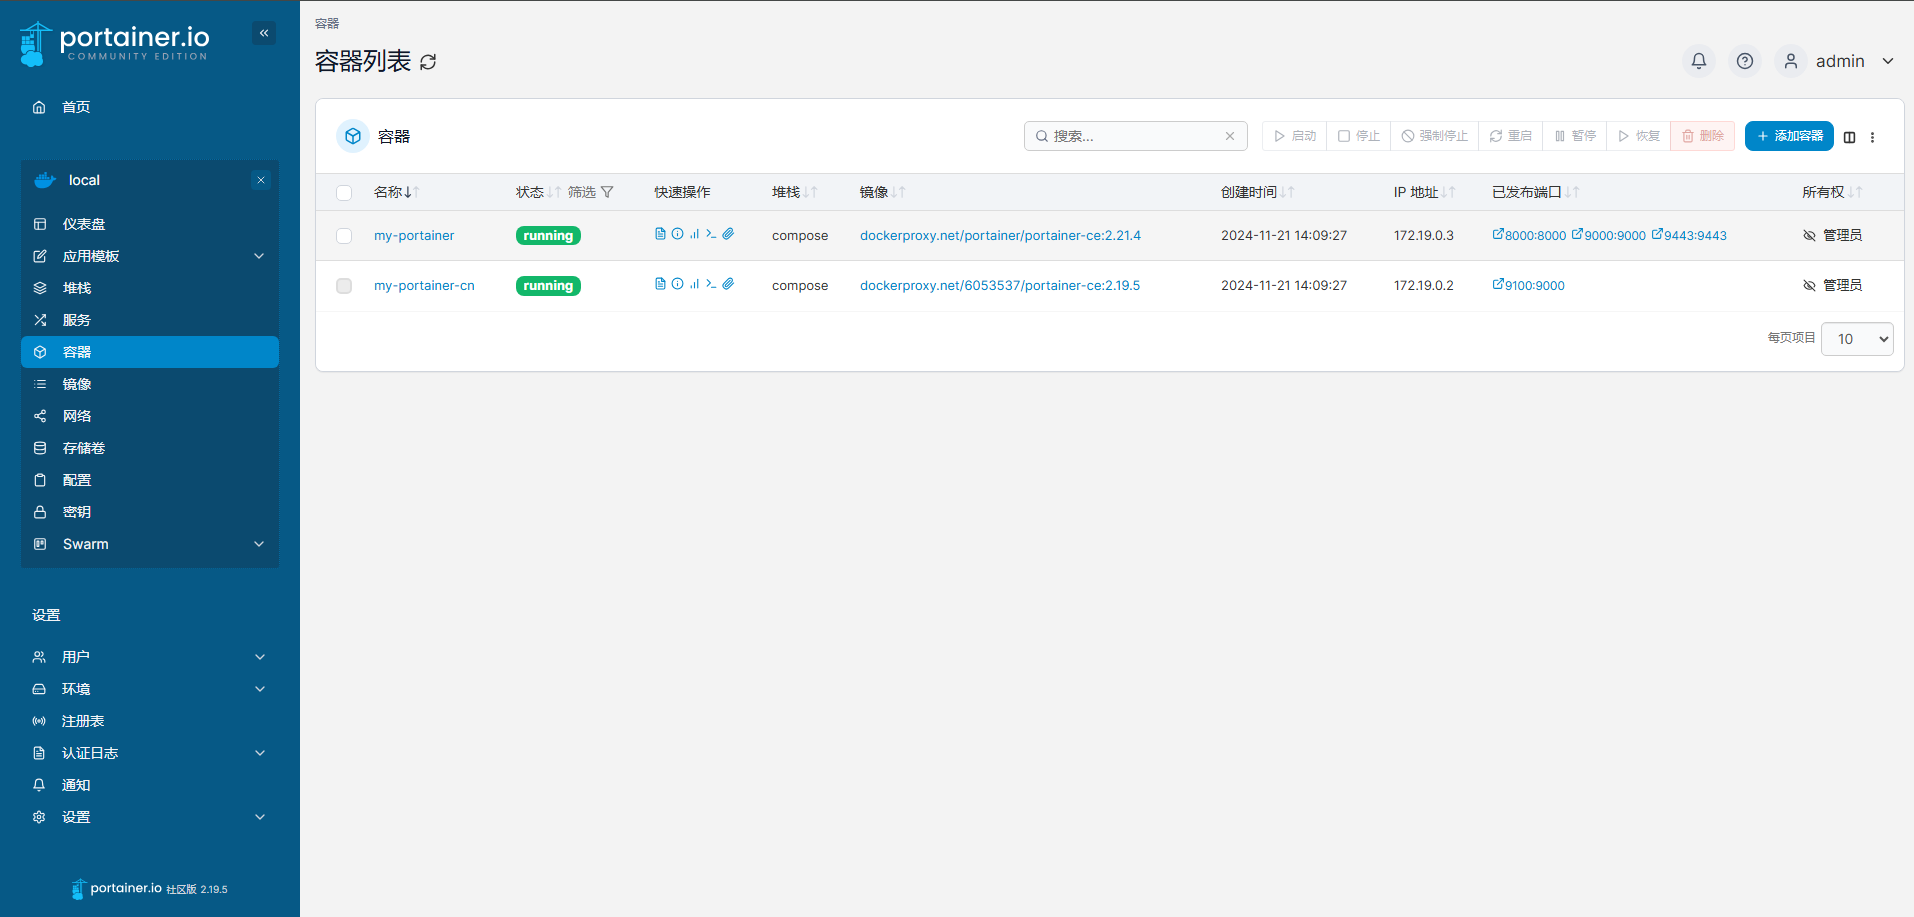 portainer.io
COMMUNITY EDITION
首页
local
仪表盘
应用模板
堆栈
服务
容器
镜像
网络
存储卷
配置
密钥
Swarm
设置
用户
环境
注册表
认证日志
通知
设置
portainer.io 社区版 2.19.5
容器
容器列表
admin
容器
搜索...
启动 停止 强制停止 重启 暂停 恢复 删除 添加容器
名称 状态 筛选 快速操作 堆栈 镜像 创建时间 IP 地址 已发布端口 所有权
my-portainer running compose dockerproxy.net/portainer/portainer-ce:2.21.4 2024-11-21 14:09:27 172.19.0.3 8000:8000 9000:9000 9443:9443 管理员
my-portainer-cn running compose dockerproxy.net/6053537/portainer-ce:2.19.5 2024-11-21 14:09:27 172.19.0.2 9100:9000 管理员
每页项目 10